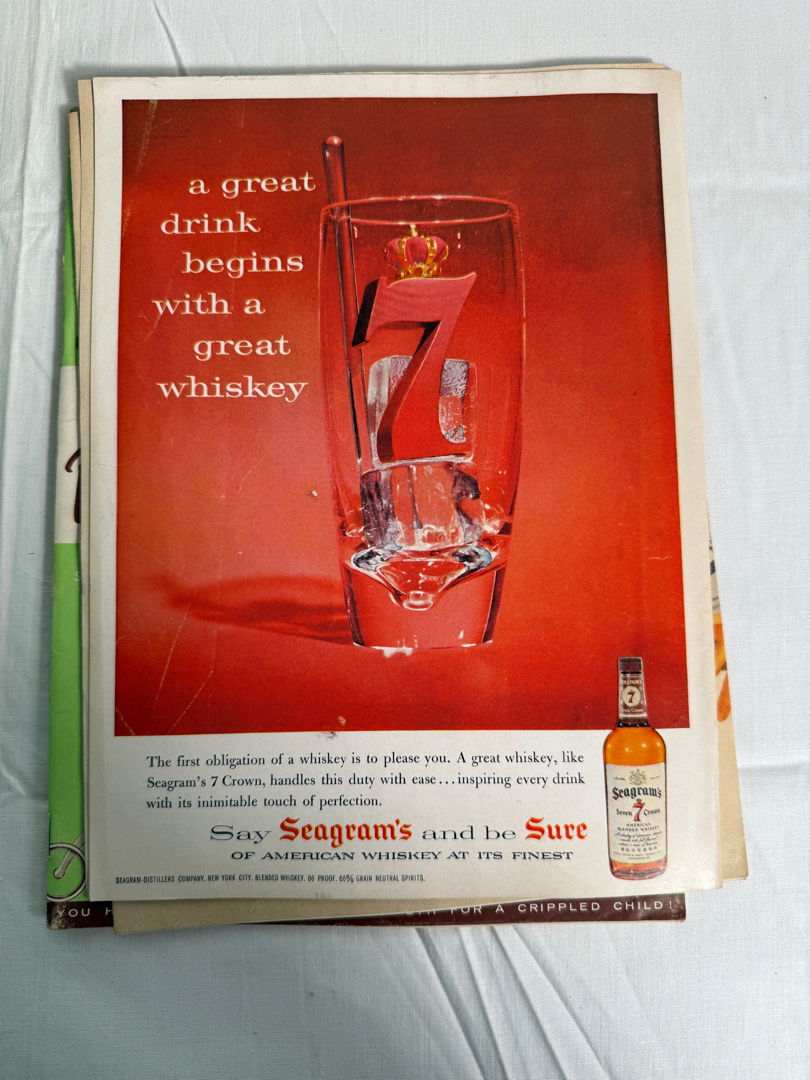 a great
drink
begins
with a
great
whiskey
7
The first obligation of a whiskey is to please you. A great whiskey, like
Seagram's 7 Crown, handles this duty with ease...inspiring every drink
with its inimitable touch of perfection.
Say Seagram's and be Sure
OF AMERICAN WHISKEY AT ITS FINEST
SEAGRAM-DISTILLERS COMPANY, NEW YORK CITY. BLENDED WHISKEY. 86 PROOF. 65% GRAIN NEUTRAL SPIRITS.
7
Seagram's
Seven 7 Crown
AMERICAN
BLENDED WHISKEY
YOU
FOR A CRIPPLED CHILD!